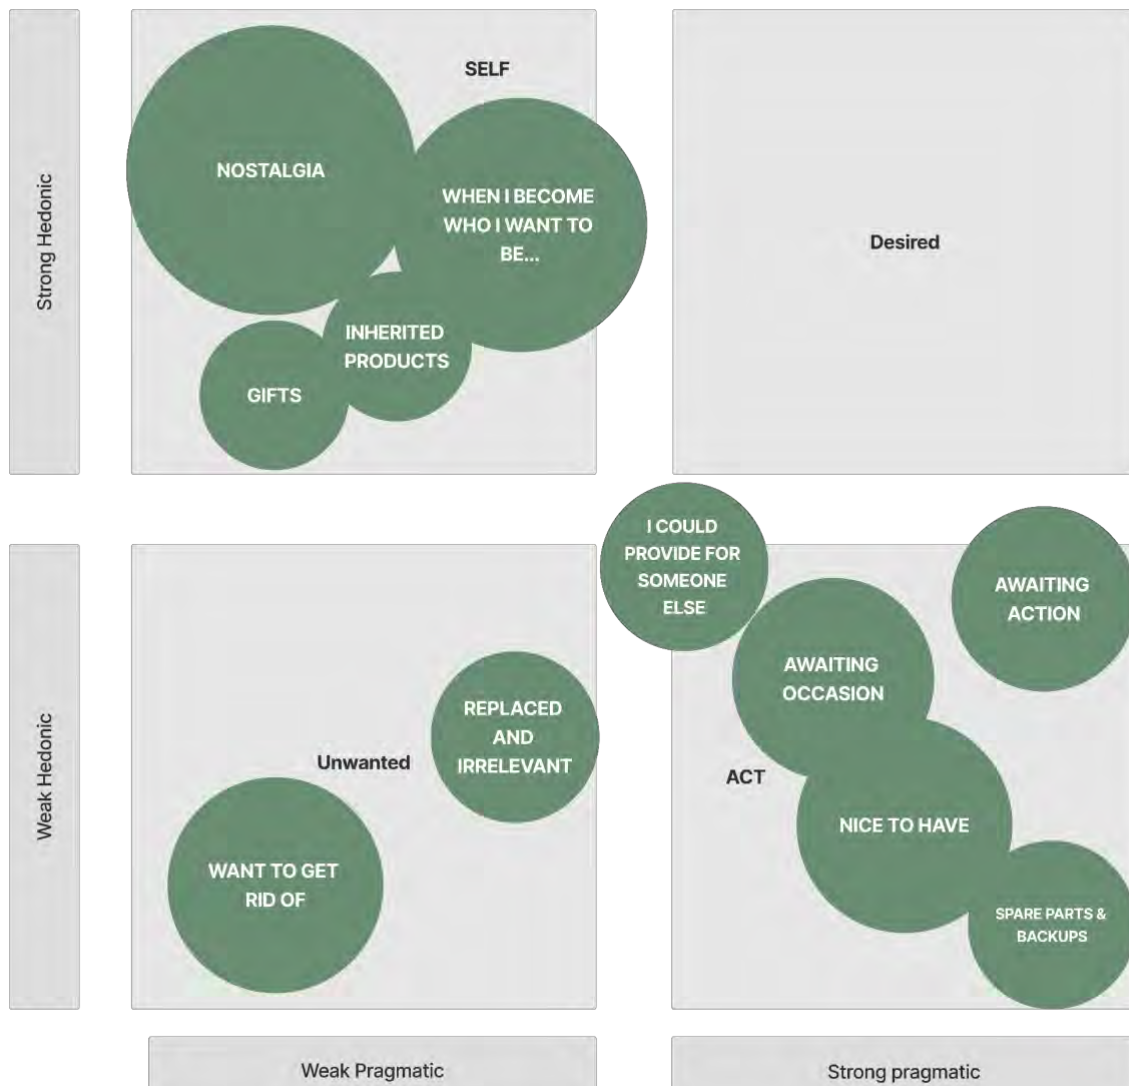 Strong Hedonic
SELF
NOSTALGIA
WHEN I BECOME
WHO I WANT TO
BE...
INHERITED
PRODUCTS
GIFTS
Desired
Weak Hedonic
Unwanted
REPLACED
AND
IRRELEVANT
WANT TO GET
RID OF
I COULD
PROVIDE FOR
SOMEONE
ELSE
AWAITING
ACTION
AWAITING
OCCASION
ACT
NICE TO HAVE
SPARE PARTS &
BACKUPS
Weak Pragmatic
Strong pragmatic